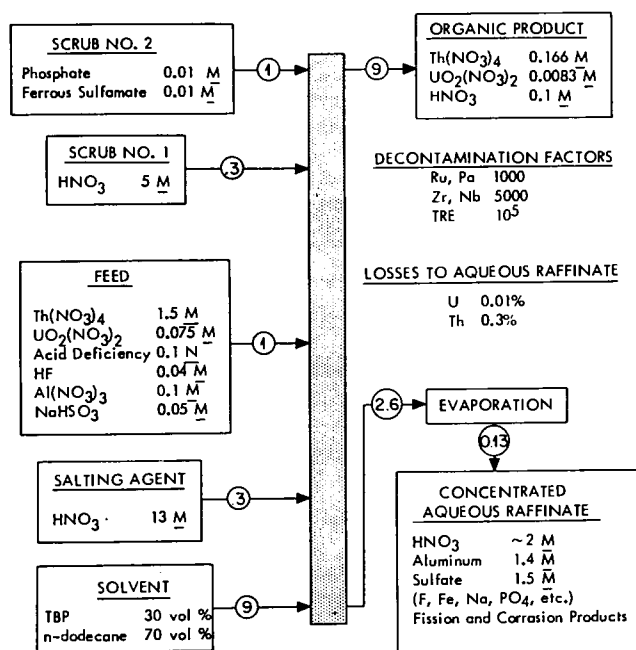 SCRUB NO. 2
Phosphate 0.01 M
Ferrous Sulfamate 0.01 M
1
9
ORGANIC PRODUCT
Th(NO3)4 0.166 M
UO2(NO3)2 0.0083 M
HNO3 0.1 M
SCRUB NO. 1
HNO3 5 M
.3
DECONTAMINATION FACTORS
Ru, Pa 1000
Zr, Nb 5000
TRE 10^5
FEED
Th(NO3)4 1.5 M
UO2(NO3)2 0.075 M
Acid Deficiency 0.1 N
HF 0.04 M
Al(NO3)3 0.1 M
NaHSO3 0.05 M
1
LOSSES TO AQUEOUS RAFFINATE
U 0.01%
Th 0.3%
2.6
EVAPORATION
0.13
SALTING AGENT
HNO3 · 13 M
3
CONCENTRATED
AQUEOUS RAFFINATE
HNO3 ~2 M
Aluminum 1.4 M
Sulfate 1.5 M
(F, Fe, Na, PO4, etc.)
Fission and Corrasion Products
SOLVENT
TBP 30 vol %
n-dodecane 70 vol %
9